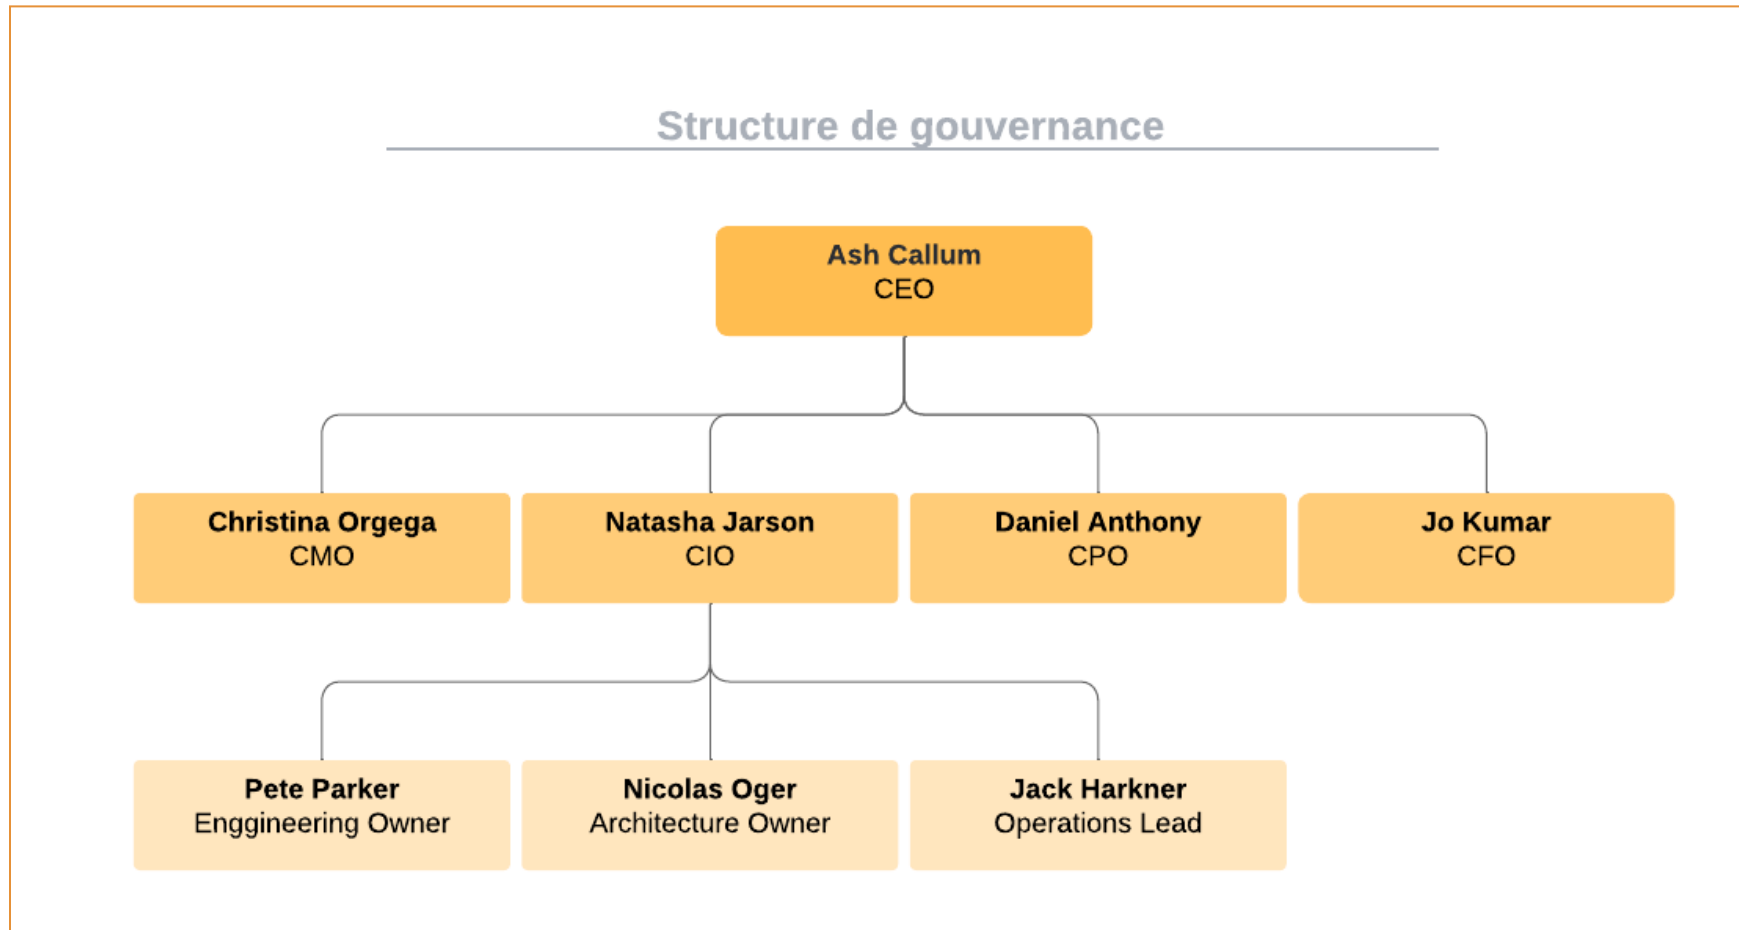 Structure de gouvernance
Ash Callum
CEO
Christina Orgega
CMO
Natasha Jarson
CIO
Daniel Anthony
CPO
Jo Kumar
CFO
Pete Parker
Enggineering Owner
Nicolas Oger
Architecture Owner
Jack Harkner
Operations Lead